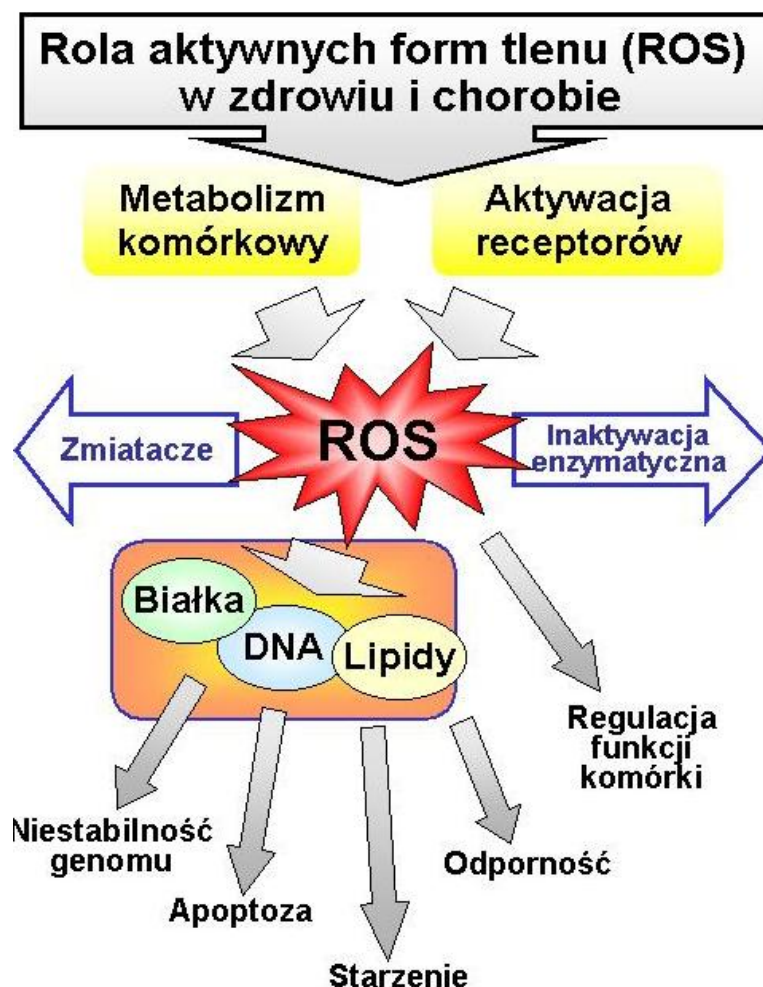 Rola aktywnych form tlenu (ROS)
w zdrowiu i chorobie
Metabolizm
komórkowy
Aktywacja
receptorów
Zmiatacze
ROS
Inaktywacja
enzymatyczna
Białka
DNA
Lipidy
Regulacja
funkcji
komórki
Niestabilność
genomu
Odporność
Apoptoza
Starzenie